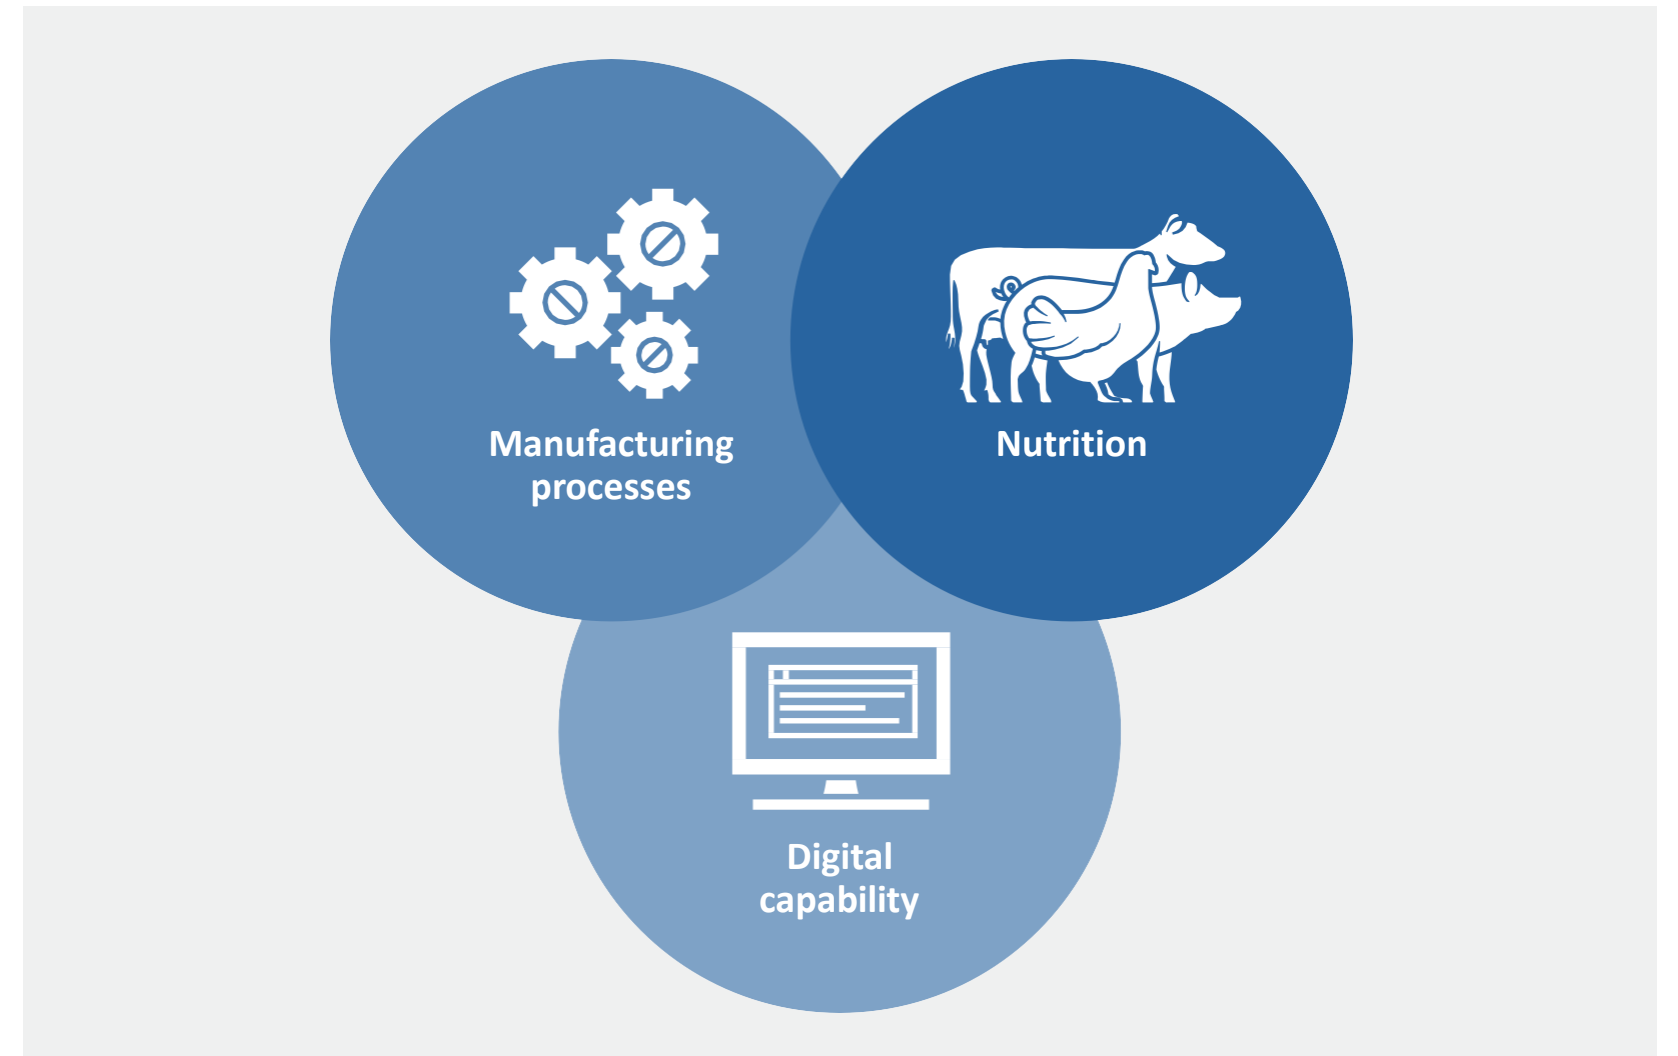 Manufacturing
processes
Nutrition
Digital
capability